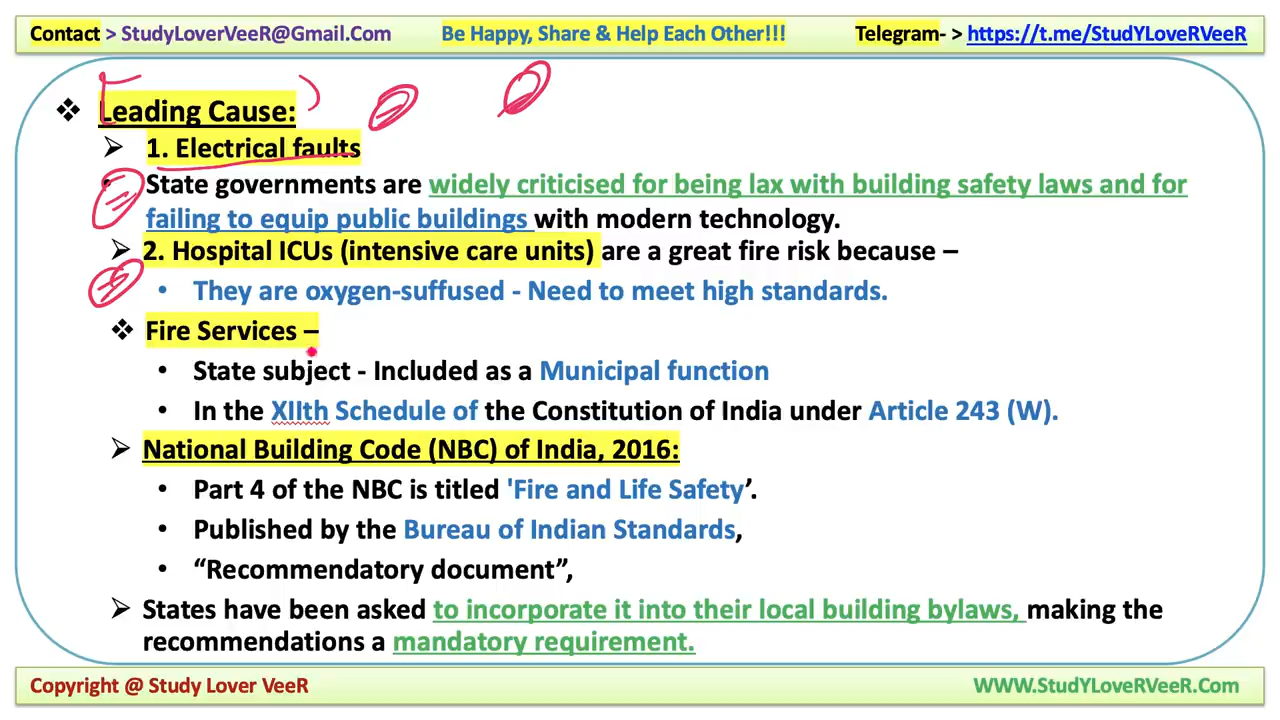 Contact > StudyLoverVeeR@Gmail.Com Be Happy, Share & Help Each Other!!! Telegram- > https://t.me/StudYLoveRVeeR
❖ Leading Cause:
➢ 1. Electrical faults
• State governments are widely criticised for being lax with building safety laws and for
failing to equip public buildings with modern technology.
➢ 2. Hospital ICUs (intensive care units) are a great fire risk because –
• They are oxygen-suffused - Need to meet high standards.
❖ Fire Services –
• State subject - Included as a Municipal function
• In the XIIth Schedule of the Constitution of India under Article 243 (W).
➢ National Building Code (NBC) of India, 2016:
• Part 4 of the NBC is titled 'Fire and Life Safety’.
• Published by the Bureau of Indian Standards,
• “Recommendatory document”,
➢ States have been asked to incorporate it into their local building bylaws, making the
recommendations a mandatory requirement.
Copyright @ Study Lover VeeR WWW.StudYLoveRVeeR.Com